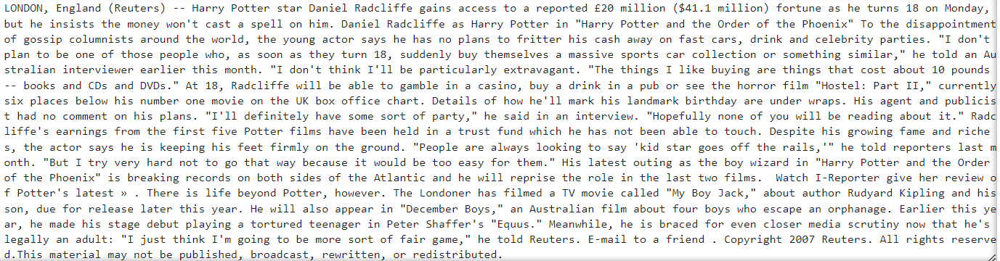 LONDON, England (Reuters) -- Harry Potter star Daniel Radcliffe gains access to a reported £20 million ($41.1 million) fortune as he turns 18 on Monday,
but he insists the money won't cast a spell on him. Daniel Radcliffe as Harry Potter in "Harry Potter and the Order of the Phoenix" To the disappointment
of gossip columnists around the world, the young actor says he has no plans to fritter his cash away on fast cars, drink and celebrity parties. "I don't
plan to be one of those people who, as soon as they turn 18, suddenly buy themselves a massive sports car collection or something similar," he told an Au
stralian interviewer earlier this month. "I don't think I'll be particularly extravagant. "The things I like buying are things that cost about 10 pounds
-- books and CDs and DVDs." At 18, Radcliffe will be able to gamble in a casino, buy a drink in a pub or see the horror film "Hostel: Part II," currently
six places below his number one movie on the UK box office chart. Details of how he'll mark his landmark birthday are under wraps. His agent and publicis
t had no comment on his plans. "I'll definitely have some sort of party," he said in an interview. "Hopefully none of you will be reading about it." Radc
liffe's earnings from the first five Potter films have been held in a trust fund which he has not been able to touch. Despite his growing fame and riche
s, the actor says he is keeping his feet firmly on the ground. "People are always looking to say 'kid star goes off the rails,'" he told reporters last m
onth. "But I try very hard not to go that way because it would be too easy for them." His latest outing as the boy wizard in "Harry Potter and the Order
of the Phoenix" is breaking records on both sides of the Atlantic and he will reprise the role in the last two films.  Watch I-Reporter give her review o
f Potter's latest » . There is life beyond Potter, however. The Londoner has filmed a TV movie called "My Boy Jack," about author Rudyard Kipling and his
son, due for release later this year. He will also appear in "December Boys," an Australian film about four boys who escape an orphanage. Earlier this ye
ar, he made his stage debut playing a tortured teenager in Peter Shaffer's "Equus." Meanwhile, he is braced for even closer media scrutiny now that he's
legally an adult: "I just think I'm going to be more sort of fair game," he told Reuters. E-mail to a friend . Copyright 2007 Reuters. All rights reserve
d.This material may not be published, broadcast, rewritten, or redistributed.